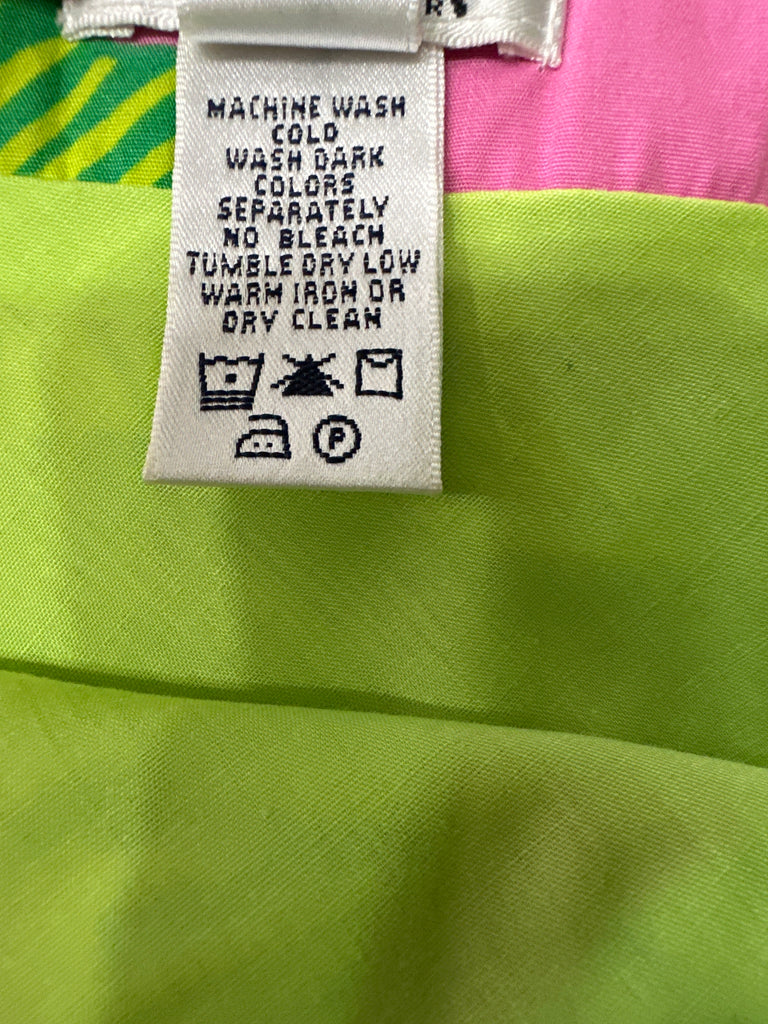 R
MACHINE WASH
COLD
WASH DARK
COLORS
SEPARATELY
NO BLEACH
TUMBLE DRY LOW
WARM IRON OR
DRY CLEAN
P